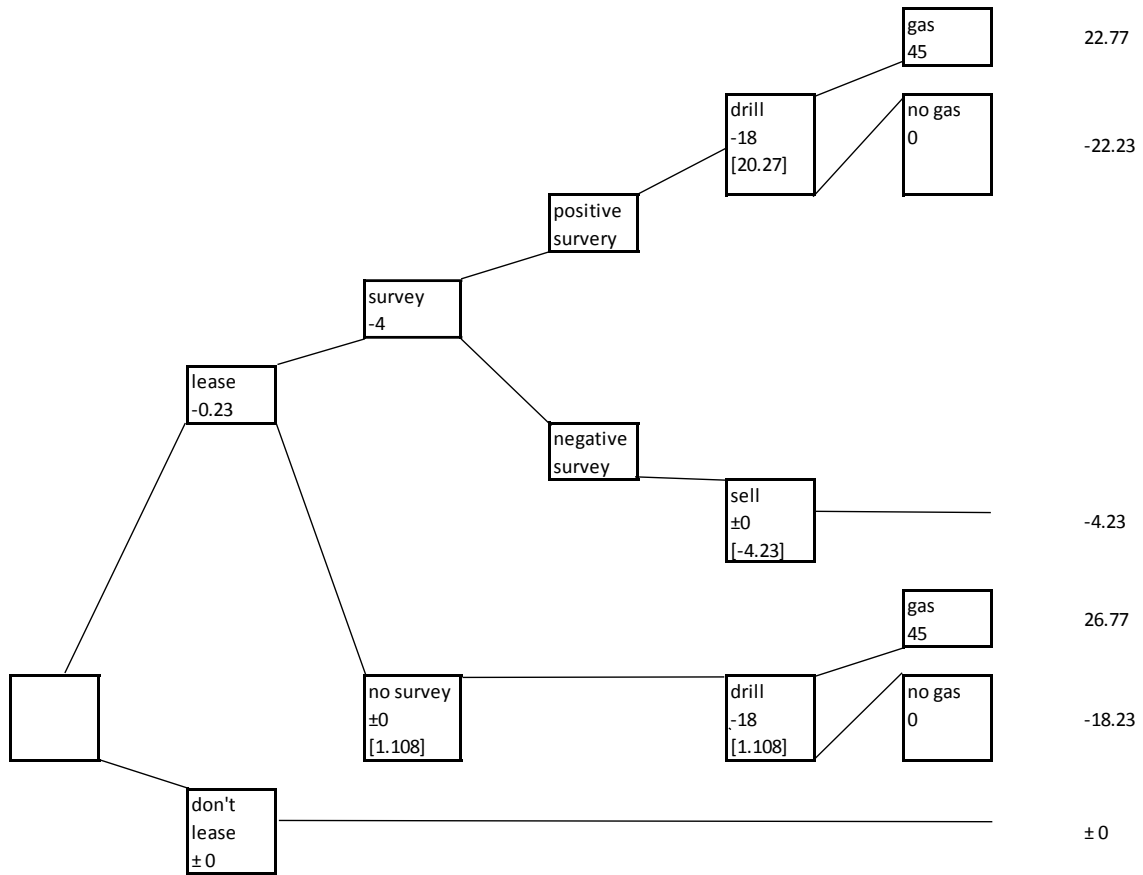 gas
45
22.77
drill
-18
[20.27]
no gas
0
-22.23
positive
survery
survey
-4
lease
-0.23
negative
survey
sell
±0
[-4.23]
-4.23
gas
45
26.77
no survey
±0
[1.108]
drill
-18
[1.108]
no gas
0
-18.23
don't
lease
± 0
± 0